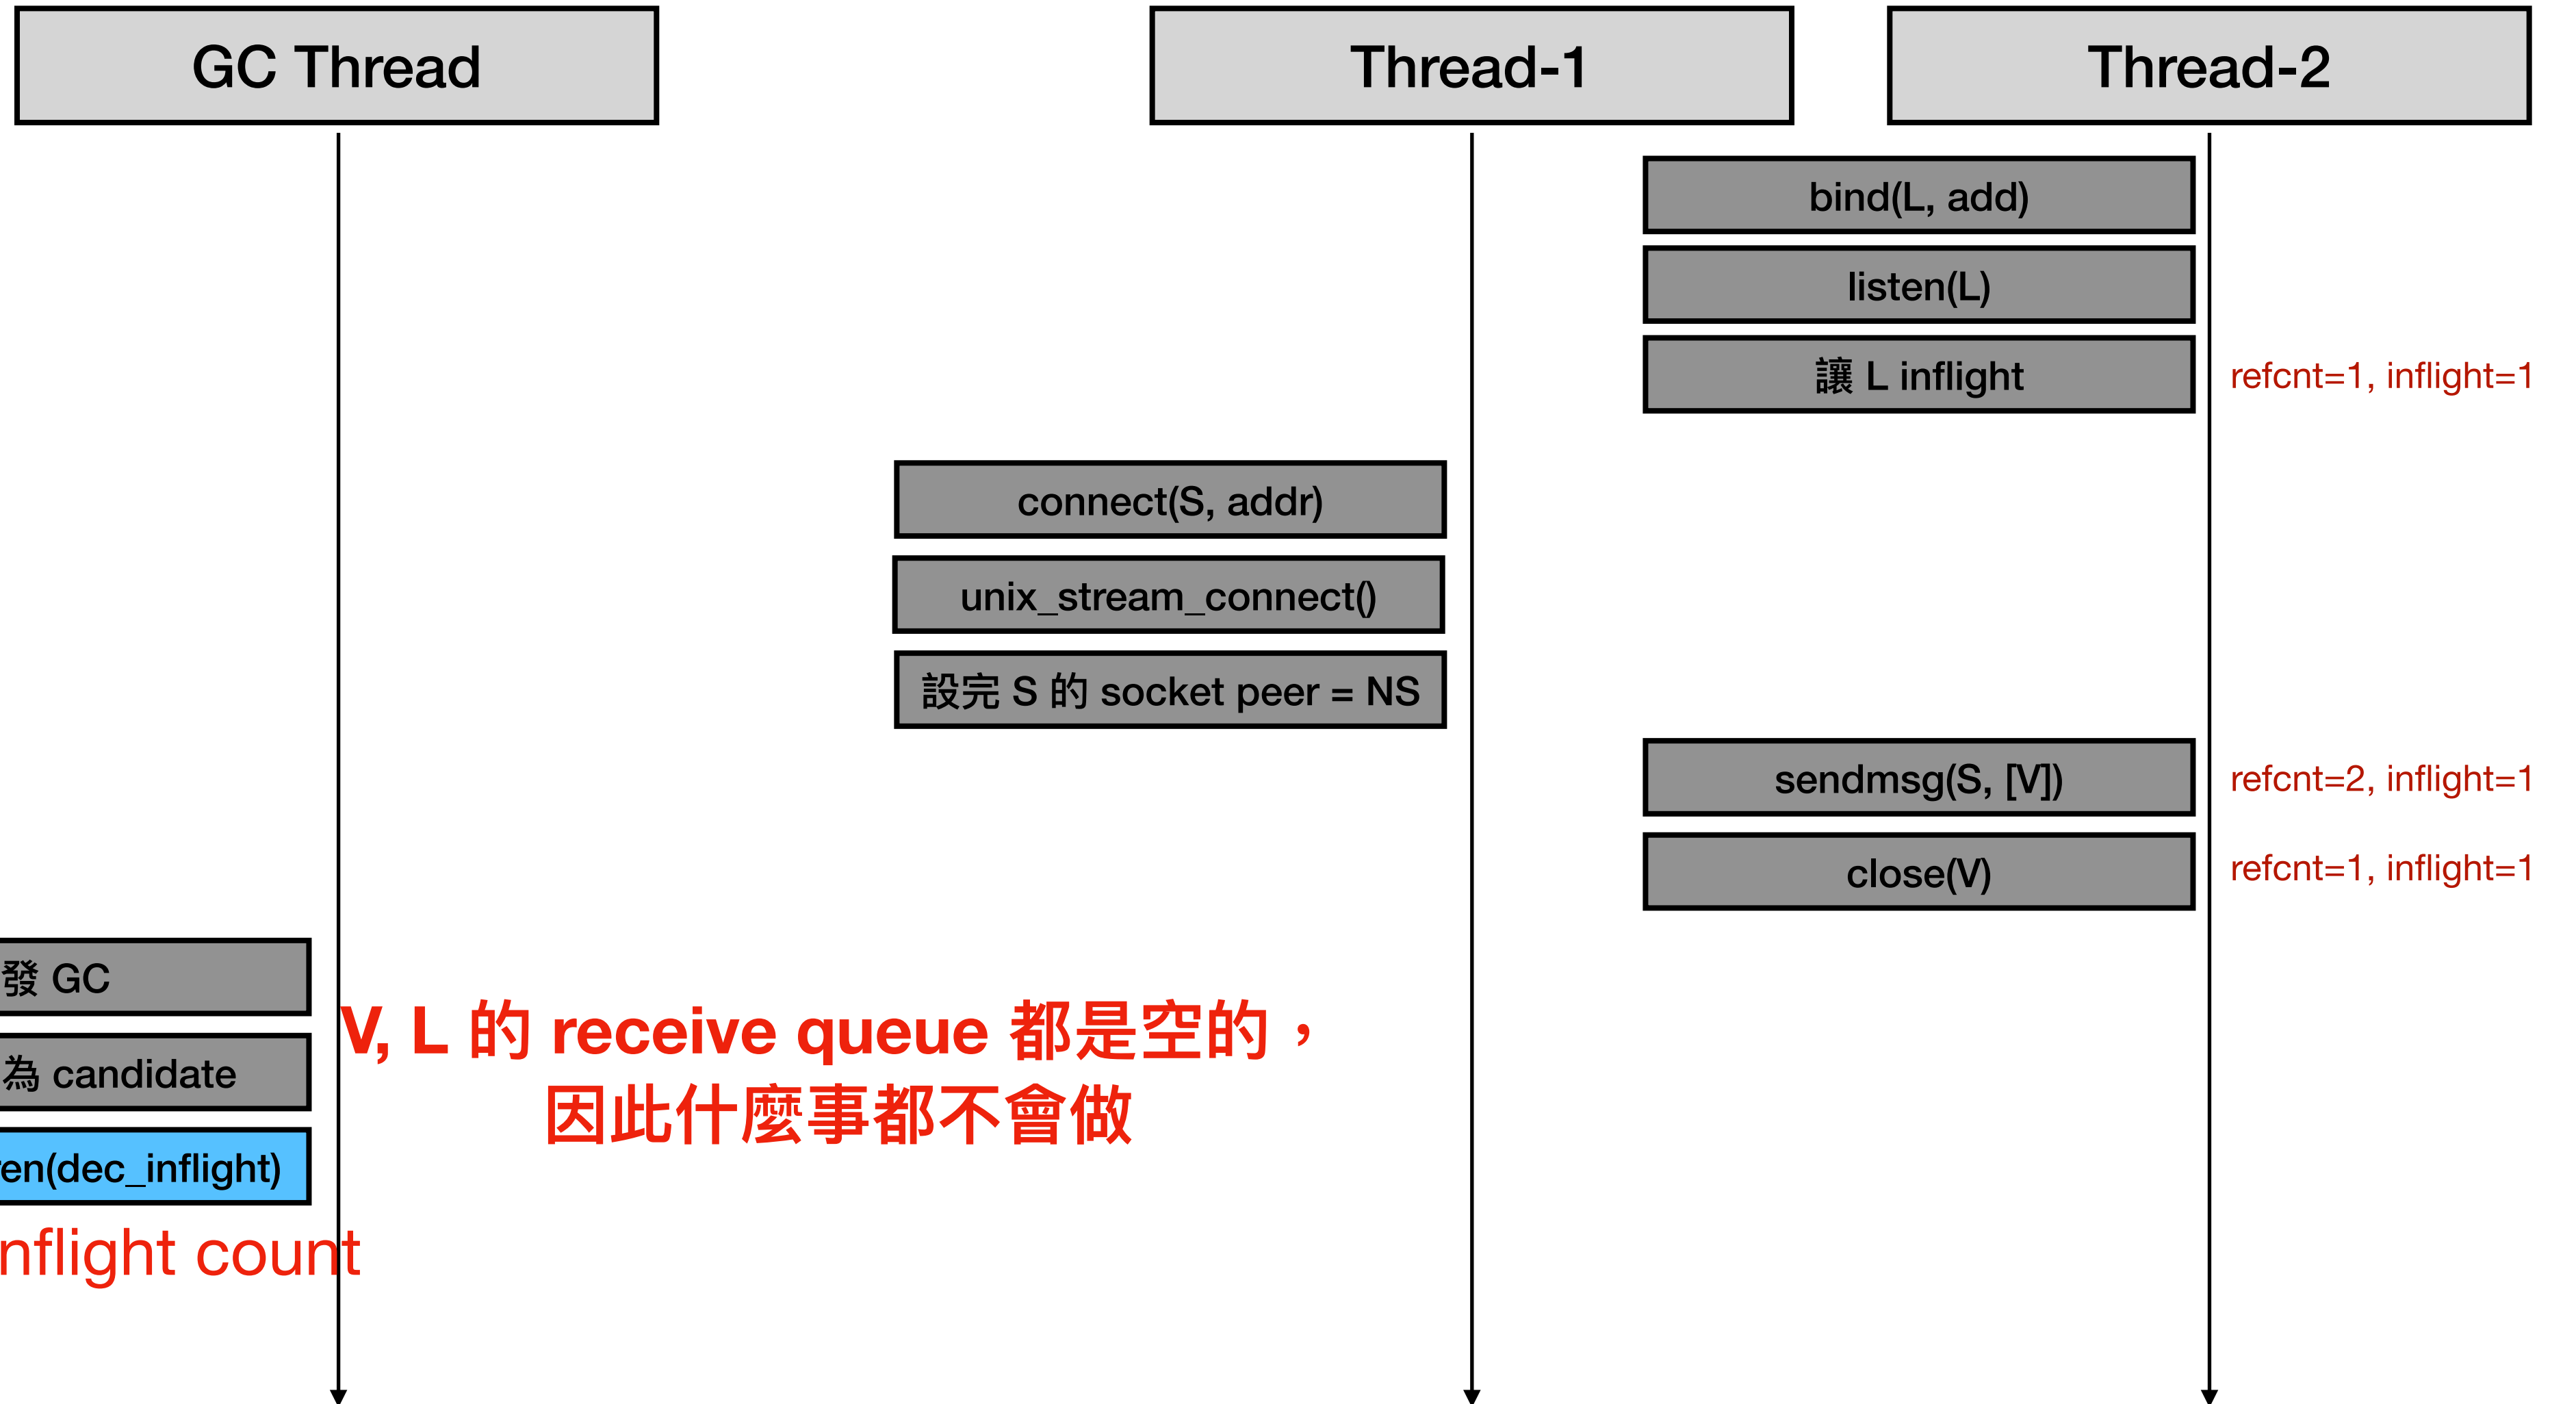 GC Thread
Thread-1
Thread-2
bind(L, add)
listen(L)
讓 L inflight
refcnt=1, inflight=1
connect(S, addr)
unix_stream_connect()
設完 S 的 socket peer = NS
sendmsg(S, [V])
refcnt=2, inflight=1
close(V)
refcnt=1, inflight=1
發 GC
為 candidate
en(dec_inflight)
nflight count
V, L 的 receive queue 都是空的，
因此什麼事都不會做